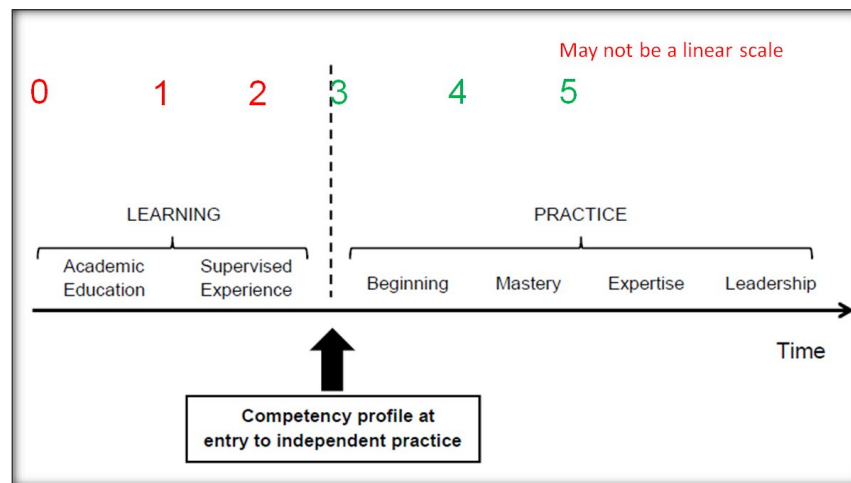 May not be a linear scale
0 1 2 3 4 5
LEARNING PRACTICE
Academic Education
Supervised Experience
Beginning Mastery Expertise Leadership
Time
Competency profile at
entry to independent practice